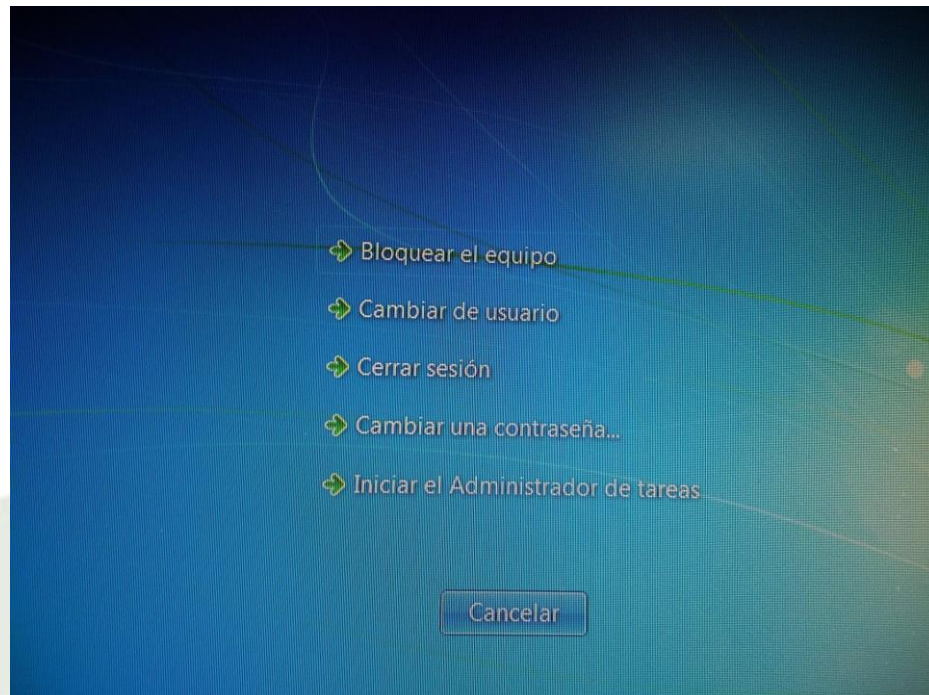 Bloquear el equipo
Cambiar de usuario
Cerrar sesión
Cambiar una contraseña...
Iniciar el Administrador de tareas
Cancelar